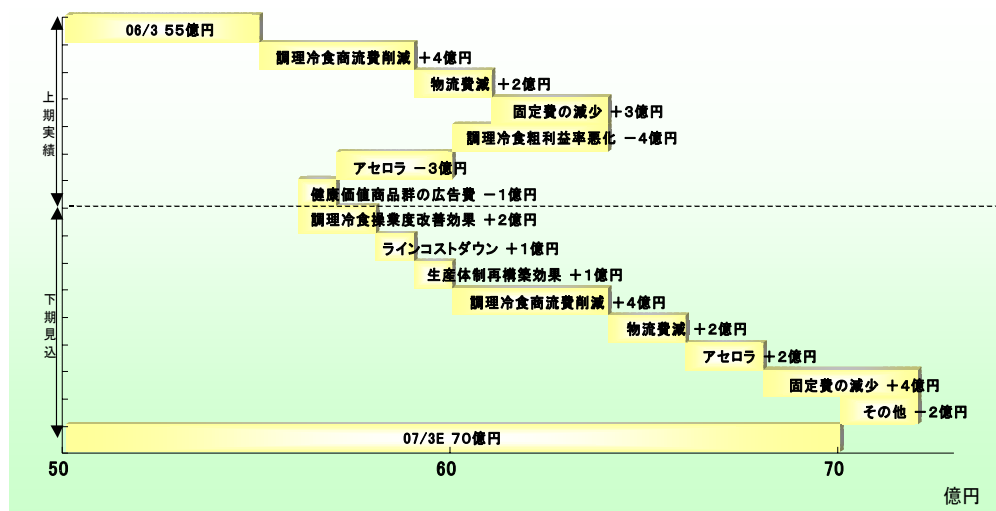 06/3 55億円
調理冷食商流費削減 +4億円
物流費減 +2億円
固定費の減少 +3億円
調理冷食粗利益率悪化 －4億円
アセロラ －3億円
健康価値商品群の広告費 －1億円
調理冷食操業度改善効果 +2億円
ラインコストダウン +1億円
生産体制再構築効果 +1億円
調理冷食商流費削減 +4億円
物流費減 +2億円
アセロラ +2億円
固定費の減少 +4億円
その他 －2億円
07/3E 70億円
上期実績
下期見込
50 60 70
億円